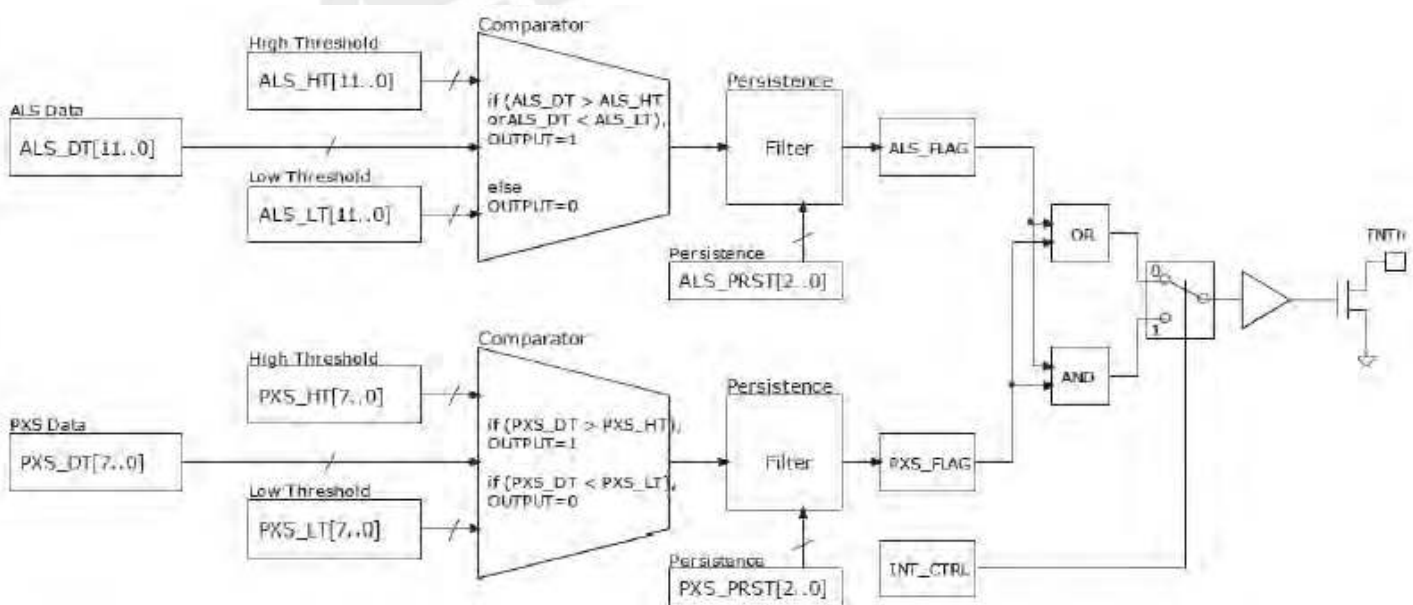 Comparator
High Threshold
ALS_HT[11..0]
Persistence
if (ALS_DT > ALS_HT
orALS_DT < ALS_LT),
OUTPUT=1
ALS Data
ALS_DT[11..0]
Filter
ALS_FLAG
Low Threshold
ALS_LT[11..0]
else
OUTPUT=0
OR
Persistence
ALS_PRST[2..0]
0
1
Comparator
High Threshold
PXS_HT[7..0]
AND
Persistence
PXS Data
PXS_DT[7..0]
if (PXS_DT > PXS_HT),
OUTPUT=1
if (PXS_DT < PXS_LT),
OUTPUT=0
Filter
PXS_FLAG
Low Threshold
PXS_LT[7..0]
Persistence
PXS_PRST[2..0]
INT_CTRL